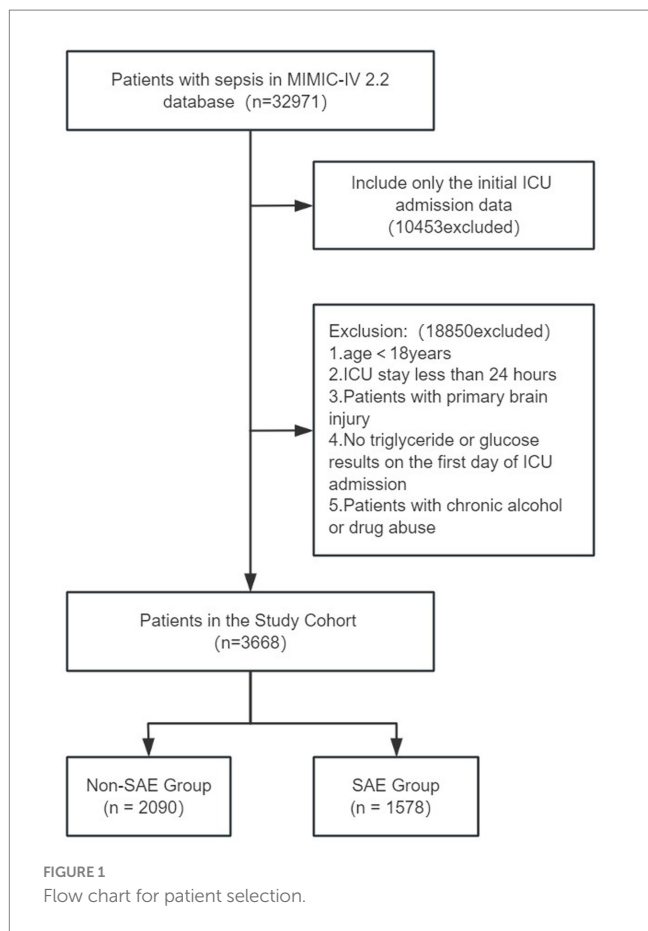 Patients with sepsis in MIMIC-IV 2.2
database（n=32971)
Include only the initial ICU
admission data
(10453excluded)
Exclusion:（18850excluded)
1.age < 18years
2.ICU stay less than 24 hours
3.Patients with primary brain
injury
4.No triglyceride or glucose
results on the first day of ICU
admission
5.Patients with chronic alcohol
or drug abuse
Patients in the Study Cohort
(n=3668)
Non-SAE Group
(n = 2090)
SAE Group
(n = 1578)
FIGURE 1
Flow chart for patient selection.